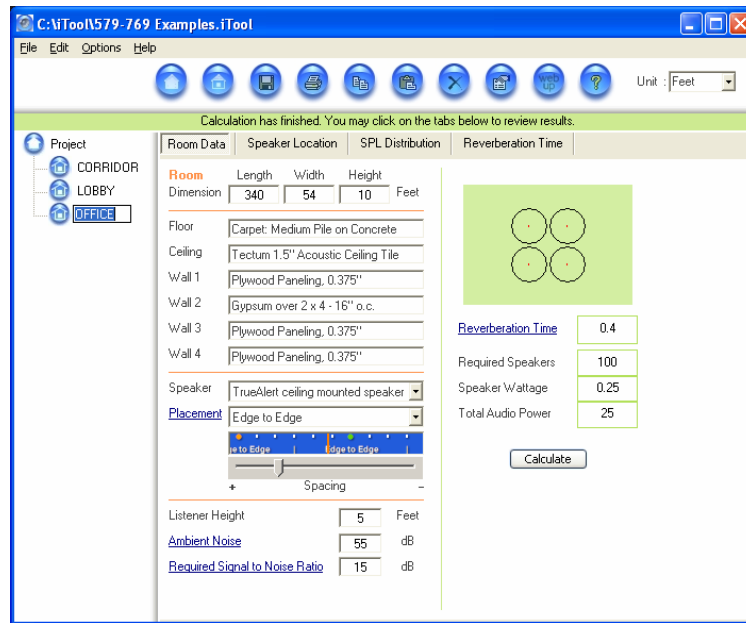 C:\iTool\579-769 Examples.iTool
File Edit Options Help
web up ? Unit : Feet
Calculation has finished. You may click on the tabs below to review results.
Project
CORRIDOR
LOBBY
OFFICE
Room Data Speaker Location SPL Distribution Reverberation Time
Room Length Width Height
Dimension 340 54 10 Feet
Floor Carpet: Medium Pile on Concrete
Ceiling Tectum 1.5" Acoustic Ceiling Tile
Wall 1 Plywood Paneling, 0.375"
Wall 2 Gypsum over 2 x 4 - 16" o.c.
Wall 3 Plywood Paneling, 0.375"
Wall 4 Plywood Paneling, 0.375"
Speaker TrueAlert ceiling mounted speaker
Placement Edge to Edge
ge to Edge Edge to Edge
+ Spacing -
Listener Height 5 Feet
Ambient Noise 55 dB
Required Signal to Noise Ratio 15 dB
Reverberation Time 0.4
Required Speakers 100
Speaker Wattage 0.25
Total Audio Power 25
Calculate